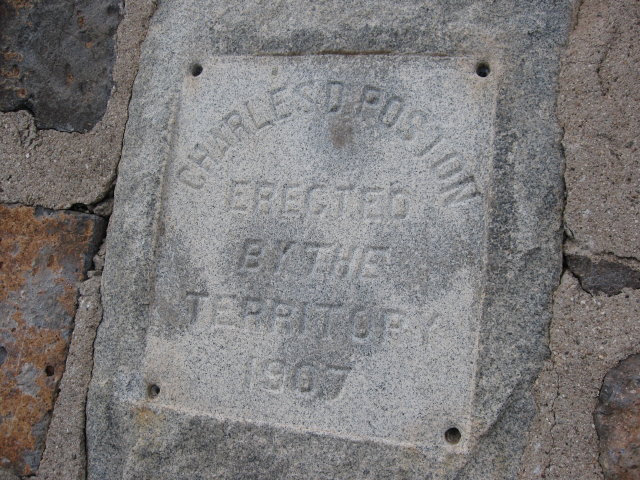 CHARLES D POSTON
ERECTED
BY THE
TERRITORY
1907